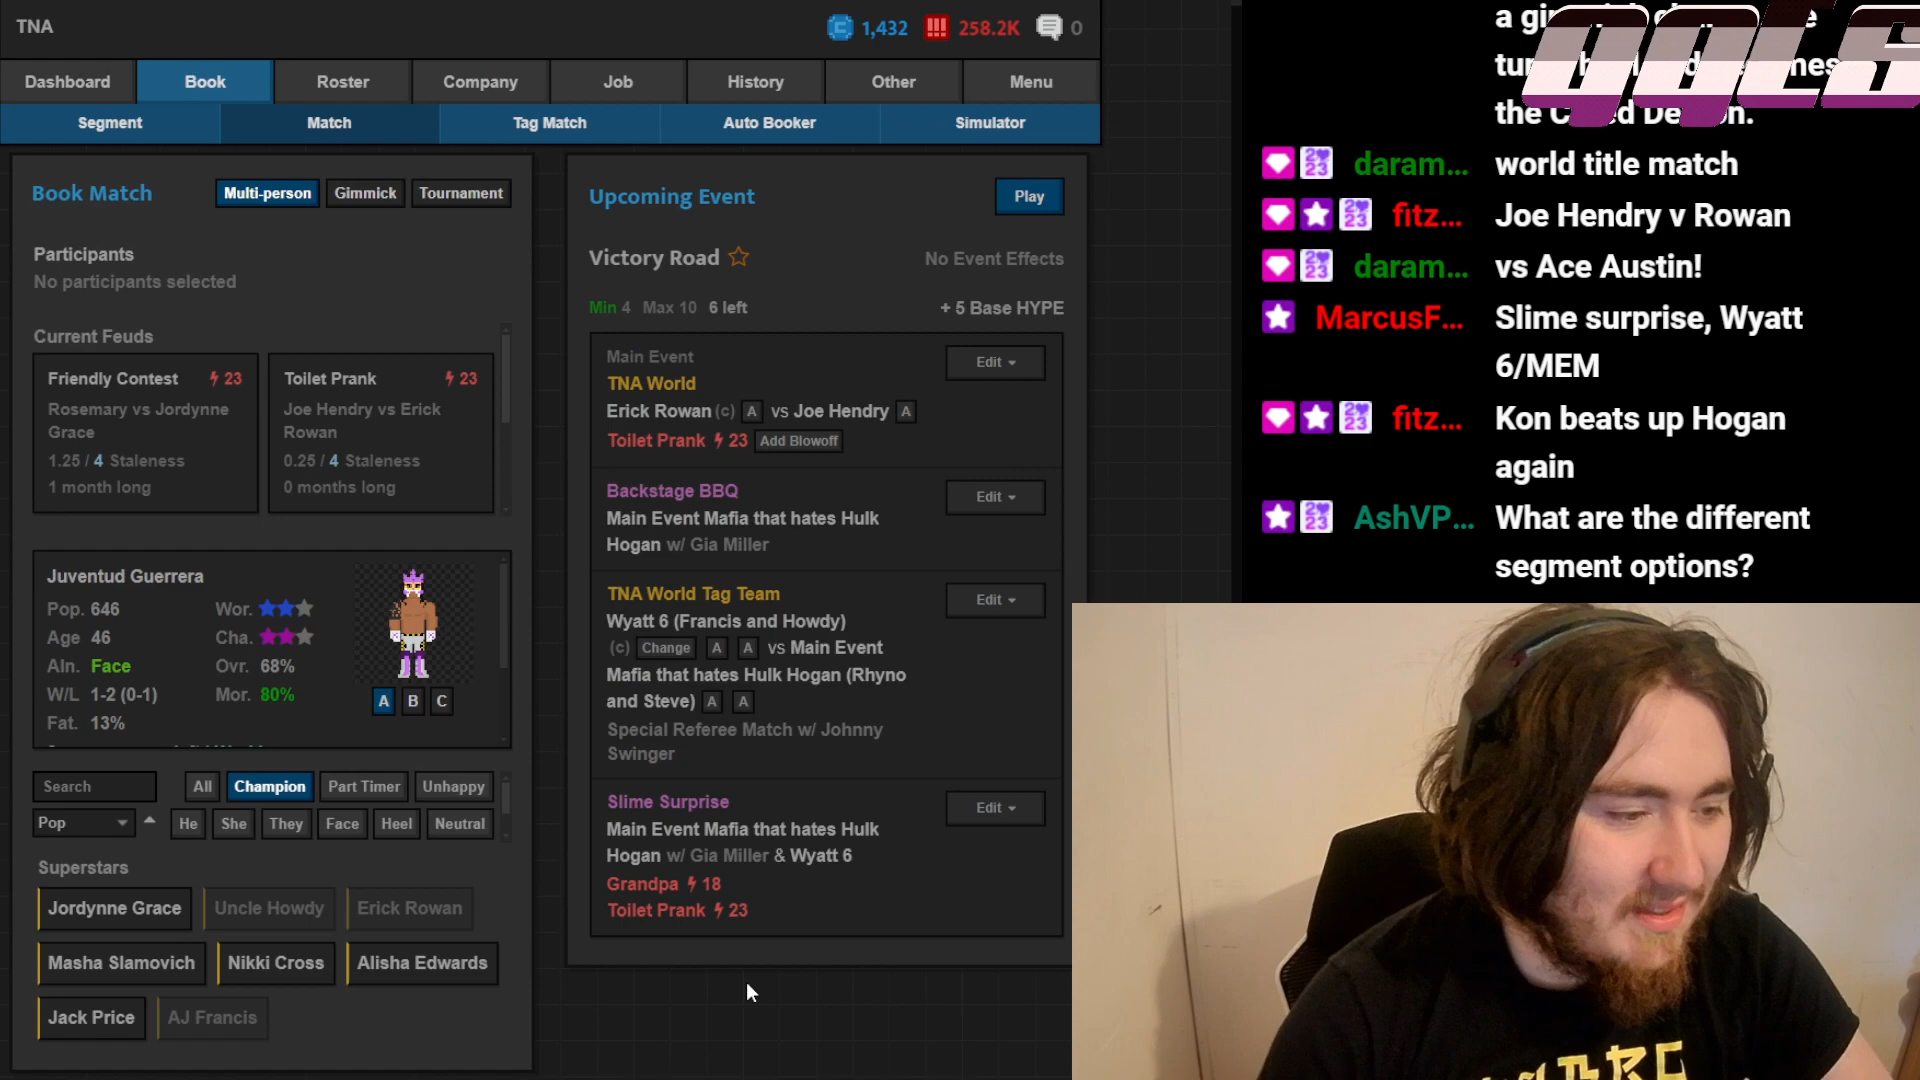 TNA
1,432
258.2K
0
Dashboard
Book
Roster
Company
Job
History
Other
Menu
Segment
Match
Tag Match
Auto Booker
Simulator
Book Match
Multi-person
Gimmick
Tournament
Participants
No participants selected
Current Feuds
Friendly Contest 23
Rosemary vs Jordynne
Grace
1.25 / 4 Staleness
1 month long
Toilet Prank 23
Joe Hendry vs Erick
Rowan
0.25 / 4 Staleness
0 months long
Juventud Guerrera
Pop. 646
Wor.
Age 46
Cha.
Aln. Face
Ovr. 68%
W/L 1-2 (0-1)
Mor. 80%
Fat. 13%
A B C
Search
All
Champion
Part Timer
Unhappy
Pop
He
She
They
Face
Heel
Neutral
Superstars
Jordynne Grace
Uncle Howdy
Erick Rowan
Masha Slamovich
Nikki Cross
Alisha Edwards
Jack Price
AJ Francis
Upcoming Event
Play
Victory Road
No Event Effects
Min 4 Max 10 6 left
+ 5 Base HYPE
Main Event
Edit
TNA World
Erick Rowan (c) A vs Joe Hendry A
Toilet Prank 23 Add Blowoff
Backstage BBQ
Edit
Main Event Mafia that hates Hulk
Hogan w/ Gia Miller
TNA World Tag Team
Edit
Wyatt 6 (Francis and Howdy)
(c) Change A A vs Main Event
Mafia that hates Hulk Hogan (Rhyno
and Steve) A A
Special Referee Match w/ Johnny
Swinger
Slime Surprise
Edit
Main Event Mafia that hates Hulk
Hogan w/ Gia Miller & Wyatt 6
Grandpa 18
Toilet Prank 23
daram... world title match
fitz... Joe Hendry v Rowan
daram... vs Ace Austin!
MarcusF... Slime surprise, Wyatt
6/MEM
fitz... Kon beats up Hogan
again
AshVP... What are the different
segment options?